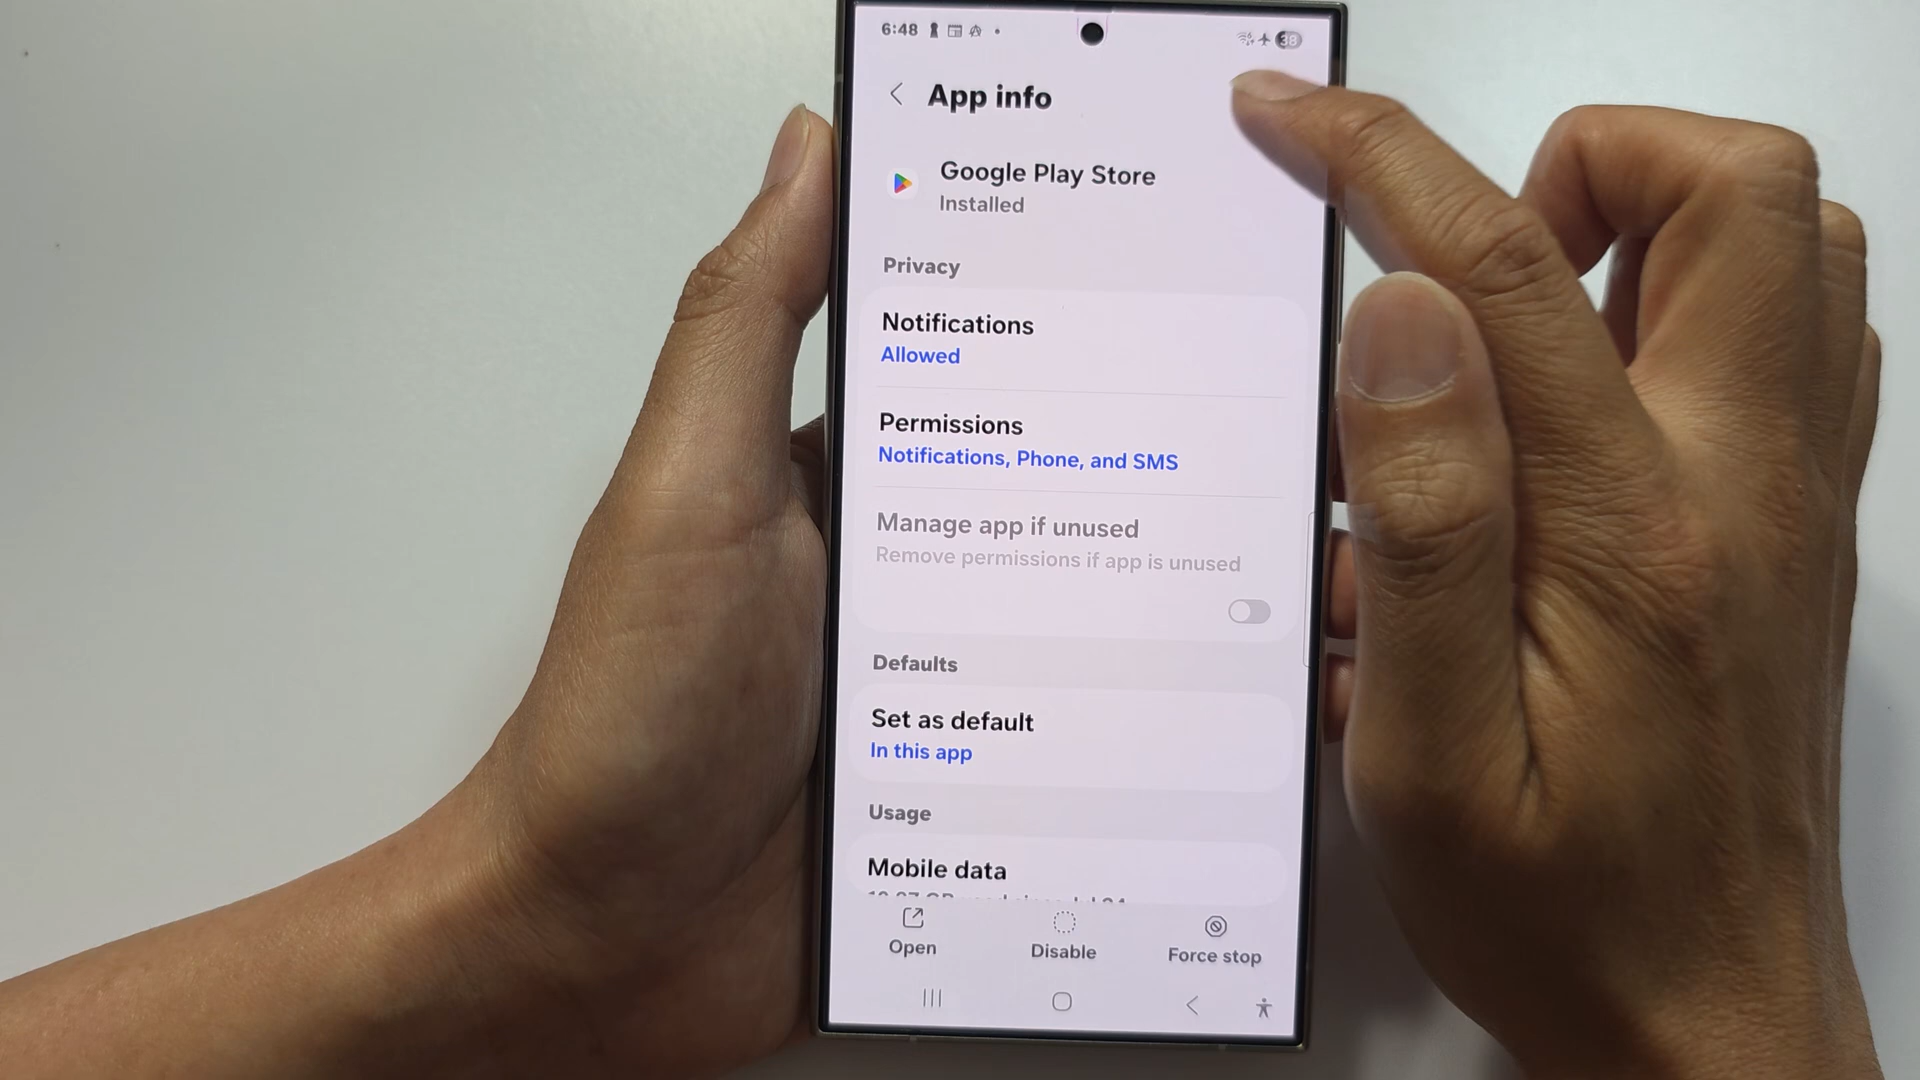 6:48
38
App info
Google Play Store
Installed
Privacy
Notifications
Allowed
Permissions
Notifications, Phone, and SMS
Manage app if unused
Remove permissions if app is unused
Defaults
Set as default
In this app
Usage
Mobile data
Open
Disable
Force stop